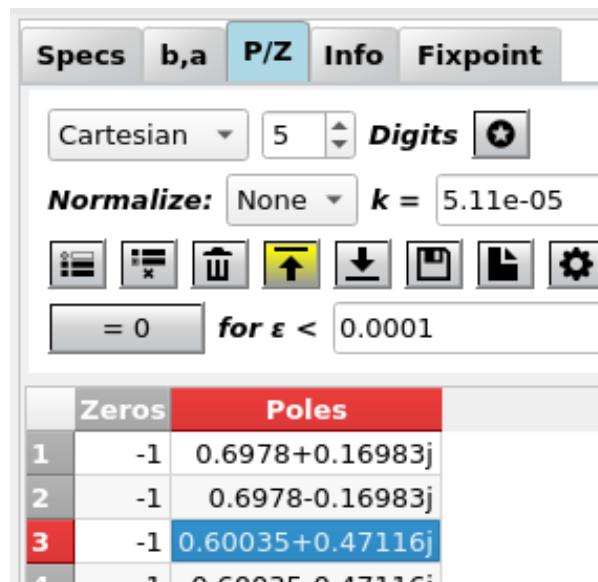 Specs b,a P/Z Info Fixpoint
Cartesian 5 Digits
Normalize: None k = 5.11e-05
= 0 for ε < 0.0001
Zeros Poles
1 -1 0.6978+0.16983j
2 -1 0.6978-0.16983j
3 -1 0.60035+0.47116j